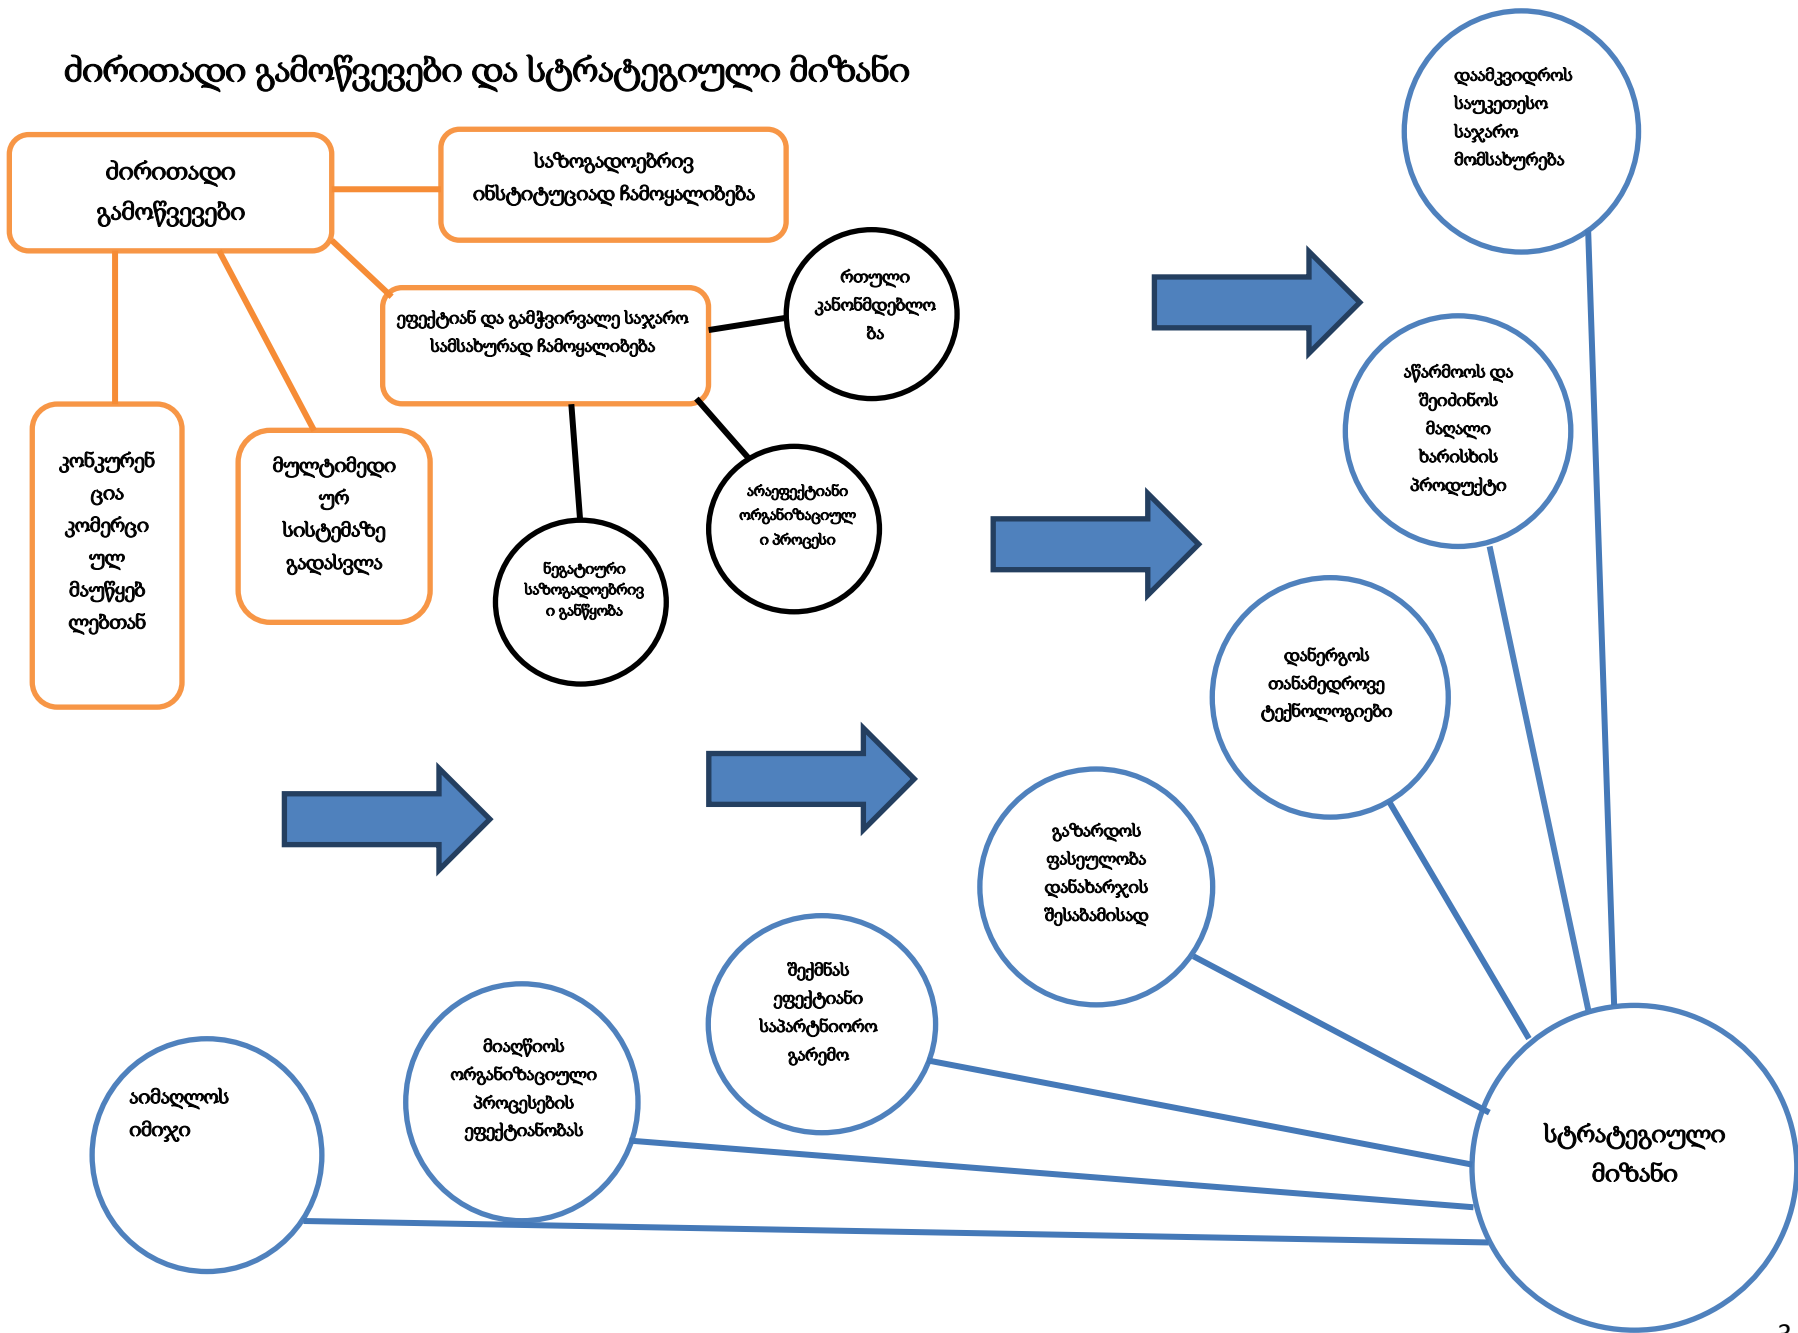 ძირითადი გამოწვევები და სტრატეგიული მიზანი
ძირითადი
გამოწვევები
საზოგადოებრივ
ინსტიტუციად ჩამოყალიბება
ეფექტიან და გამჭვირვალე საჯარო
სამსახურად ჩამოყალიბება
რთული
კანონმდებლო
ბა
არაეფექტიანი
ორგანიზაციულ
ი პროცესი
ნეგატიური
საზოგადოებრივ
ი განწყობა
კონკურენ
ცია
კომერცი
ულ
მაუწყებ
ლებთან
მულტიმედი
ურ
სისტემაზე
გადასვლა
დაამკვიდროს
საუკეთესო
საჯარო
მომსახურება
აწარმოოს და
შეიძინოს
მაღალი
ხარისხის
პროდუქტი
დანერგოს
თანამედროვე
ტექნოლოგიები
გაზარდოს
ფასეულობა
დანახარჯის
შესაბამისად
შექმნას
ეფექტიანი
საპარტნიორო
გარემო
მიაღწიოს
ორგანიზაციული
პროცესების
ეფექტიანობას
აიმაღლოს
იმიჯი
სტრატეგიული
მიზანი